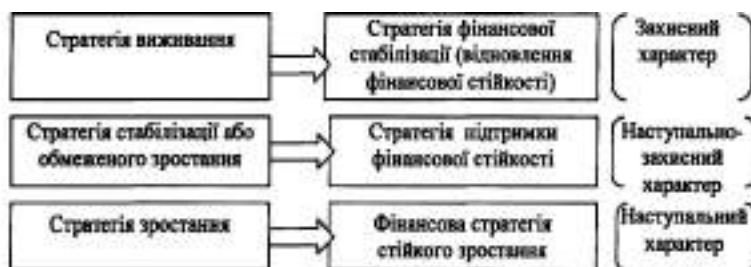 Стратегія виживання
Стратегія фінансової
стабілізації (відновлення
фінансової стійкості)
Захисний
характер
Стратегія стабілізації або
обмеженого зростання
Стратегія підтримки
фінансової стійкості
Наступально-
захисний
характер
Стратегія зростання
Фінансова стратегія
стійкого зростання
Наступальний
характер